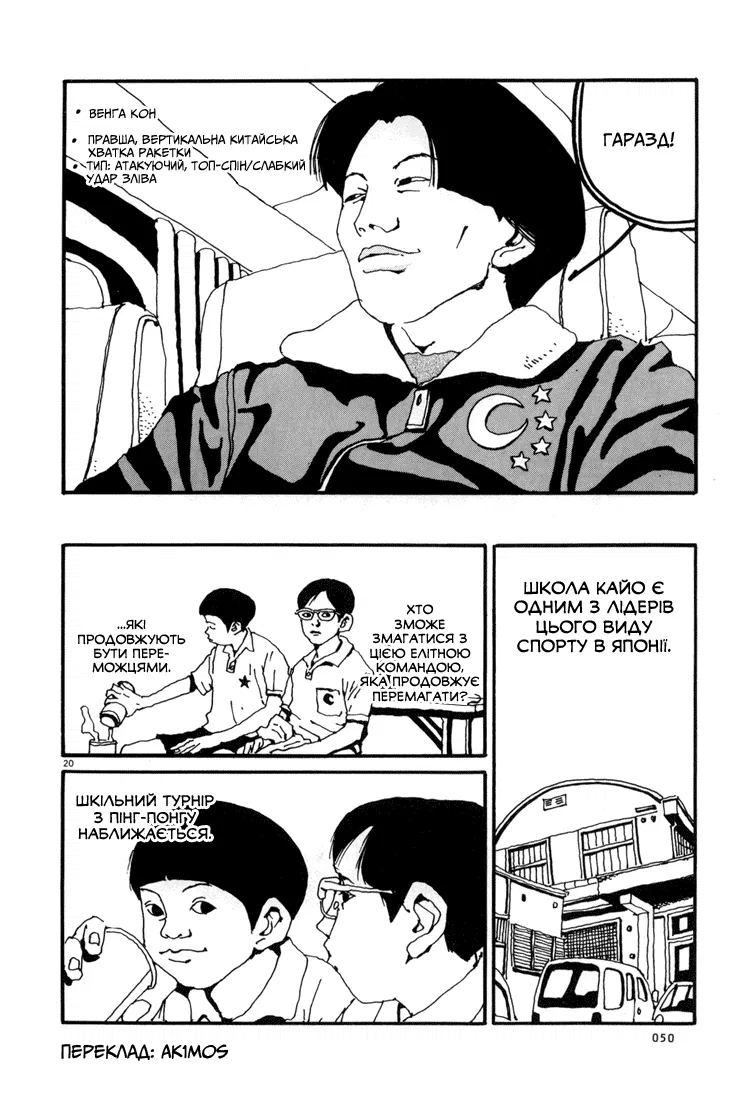 • ВЕНҐА КОН
• ПРАВША, ВЕРТИКАЛЬНА КИТАЙСЬКА
ХВАТКА РАКЕТКИ
• ТИП: АТАКУЮЧИЙ, ТОП-СПІН/СЛАБКИЙ
УДАР ЗЛІВА
ГАРАЗД!
ШКОЛА КАЙО Є
ОДНИМ З ЛІДЕРІВ
ЦЬОГО ВИДУ
СПОРТУ В ЯПОНІЇ.
ХТО
ЗМОЖЕ
ЗМАГАТИСЯ З
ЦІЄЮ ЕЛІТНОЮ
КОМАНДОЮ,
ЯКА ПРОДОВЖУЄ
ПЕРЕМАГАТИ?
...ЯКІ
ПРОДОВЖУЮТЬ
БУТИ ПЕРЕ-
МОЖЦЯМИ.
20
ШКІЛЬНИЙ ТУРНІР
З ПІНГ-ПОНГУ
НАБЛИЖАЄТЬСЯ.
050
ПЕРЕКЛАД: AK1MOS